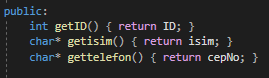 public:
int getID() { return ID; }
char* getisim() { return isim; }
char* gettelefon() { return cepNo; }